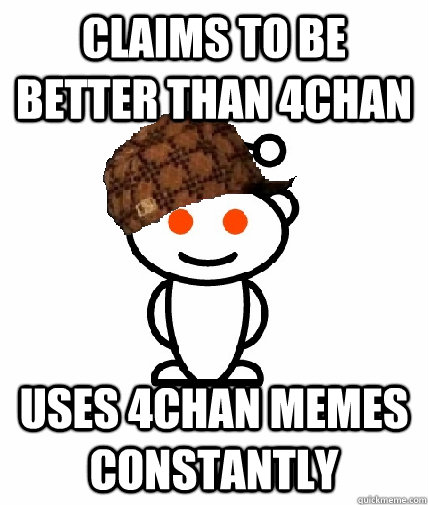 CLAIMS TO BE
BETTER THAN 4CHAN
USES 4CHAN MEMES
CONSTANTLY
quickmeme.com